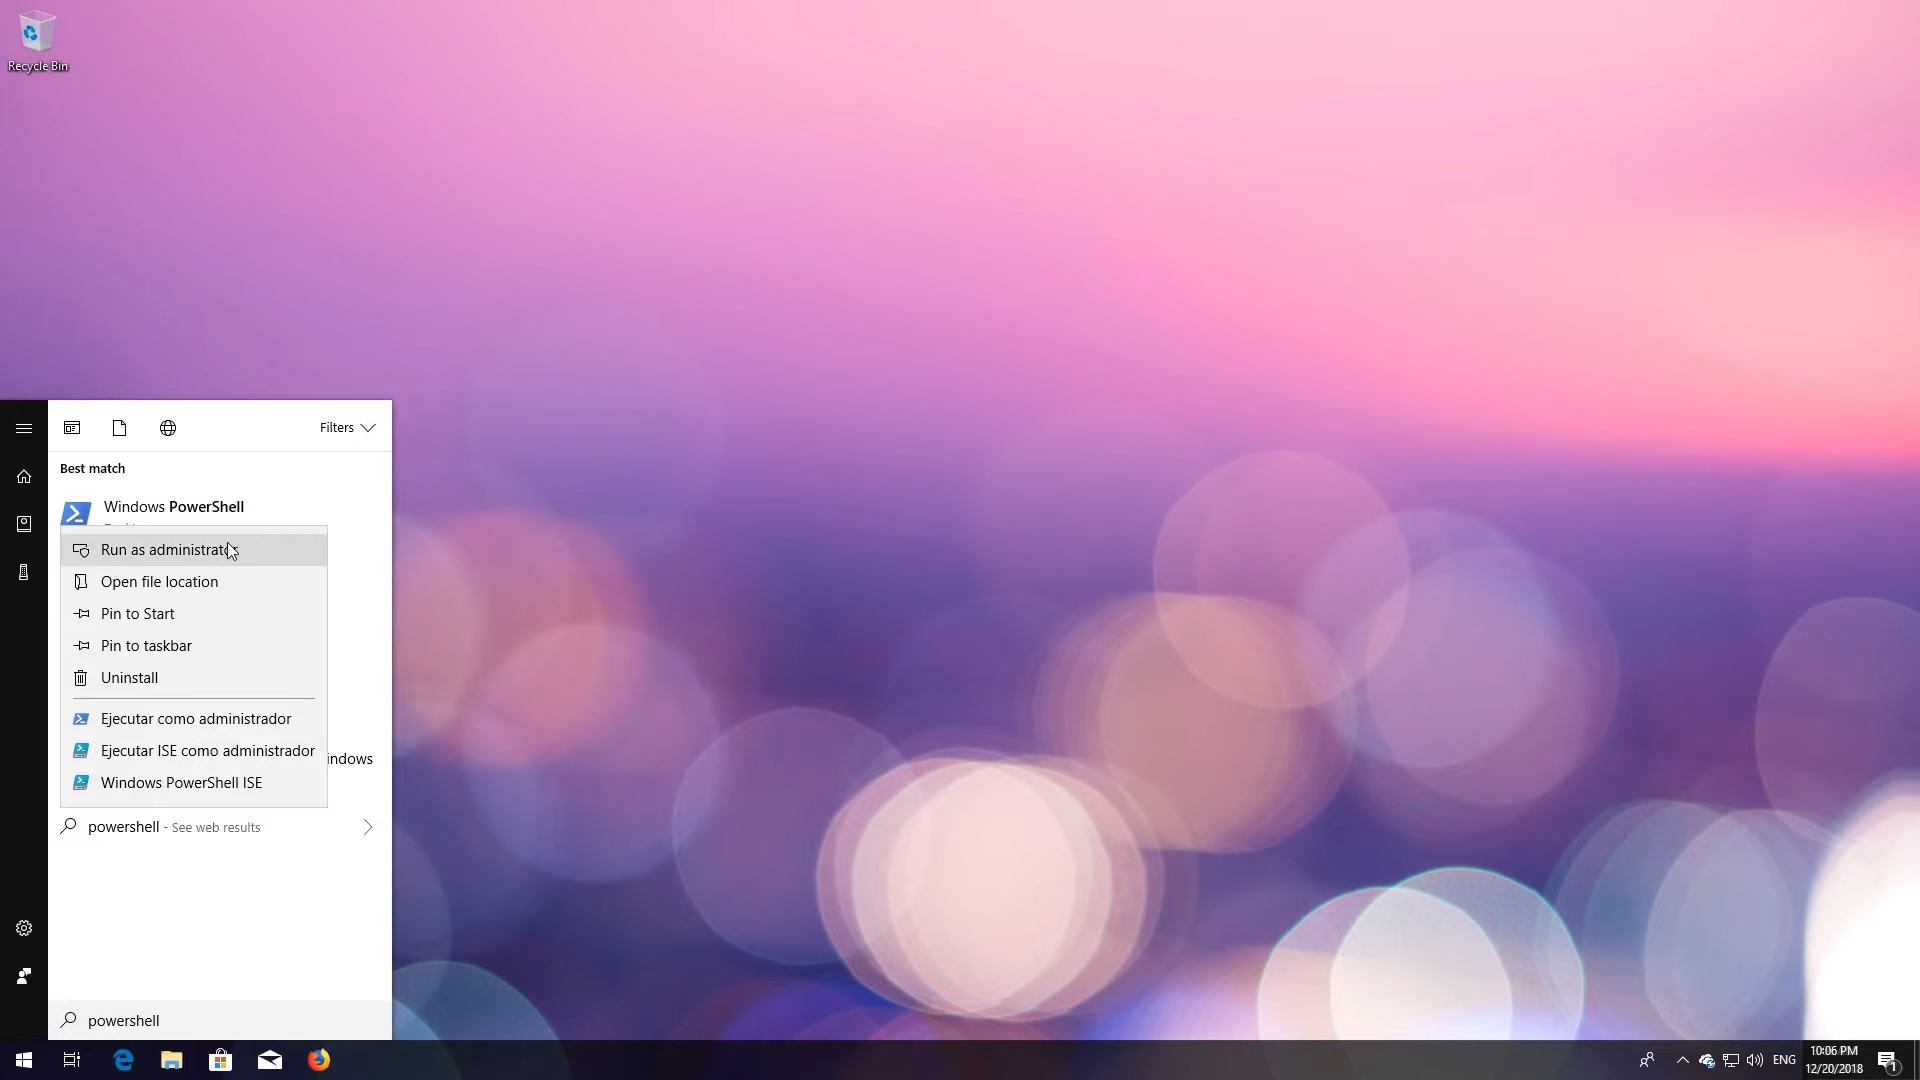 Recycle Bin
Filters
Best match
Windows PowerShell
Run as administrator
Open file location
Pin to Start
Pin to taskbar
Uninstall
Ejecutar como administrador
Ejecutar ISE como administrador
indows
Windows PowerShell ISE
powershell - See web results
powershell
ENG
10:06 PM
12/20/2018
1